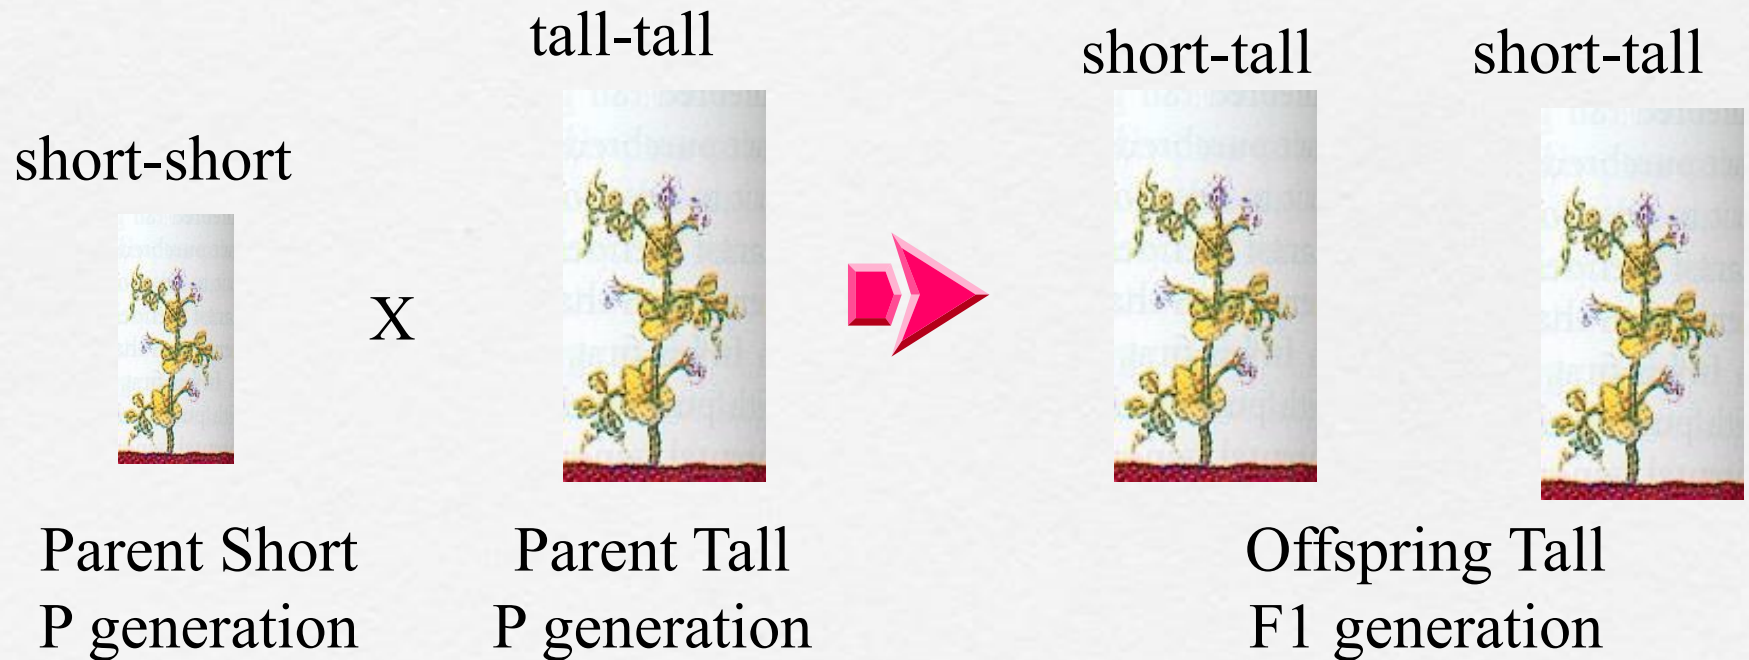 tall-tall
short-tall
short-tall
short-short
X
Parent Short
P generation
Parent Tall
P generation
Offspring Tall
F1 generation